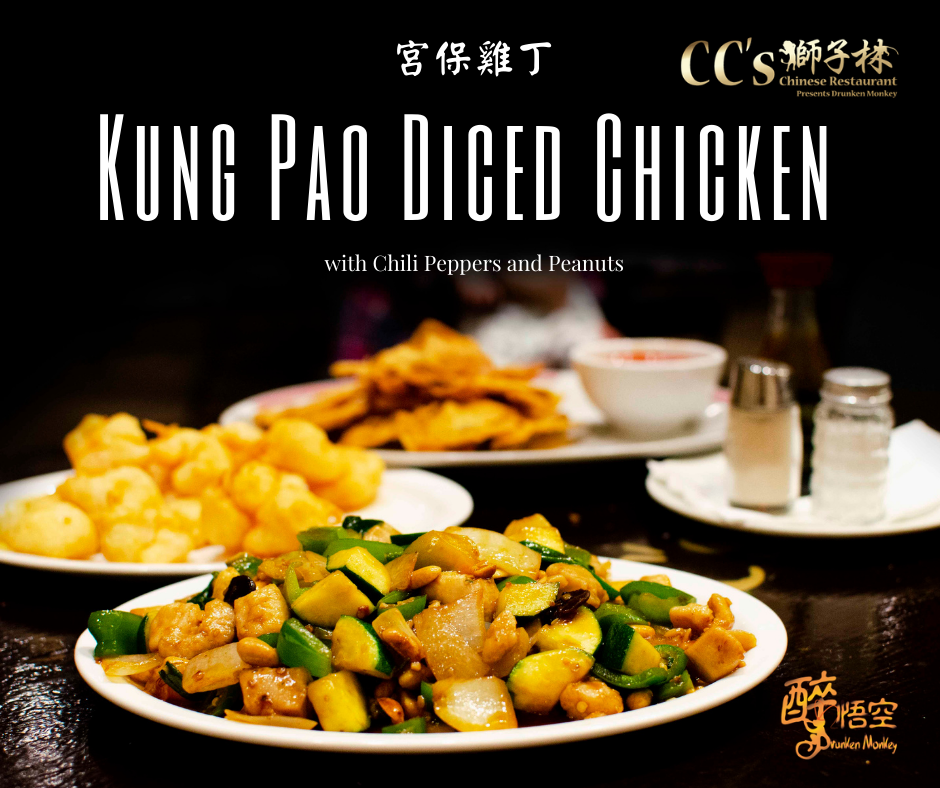 宮保雞丁
CC's 獅子林
Chinese Restaurant
Presents Drunken Monkey
Kung Pao Diced Chicken
with Chili Peppers and Peanuts
醉悟空
Drunken Monkey